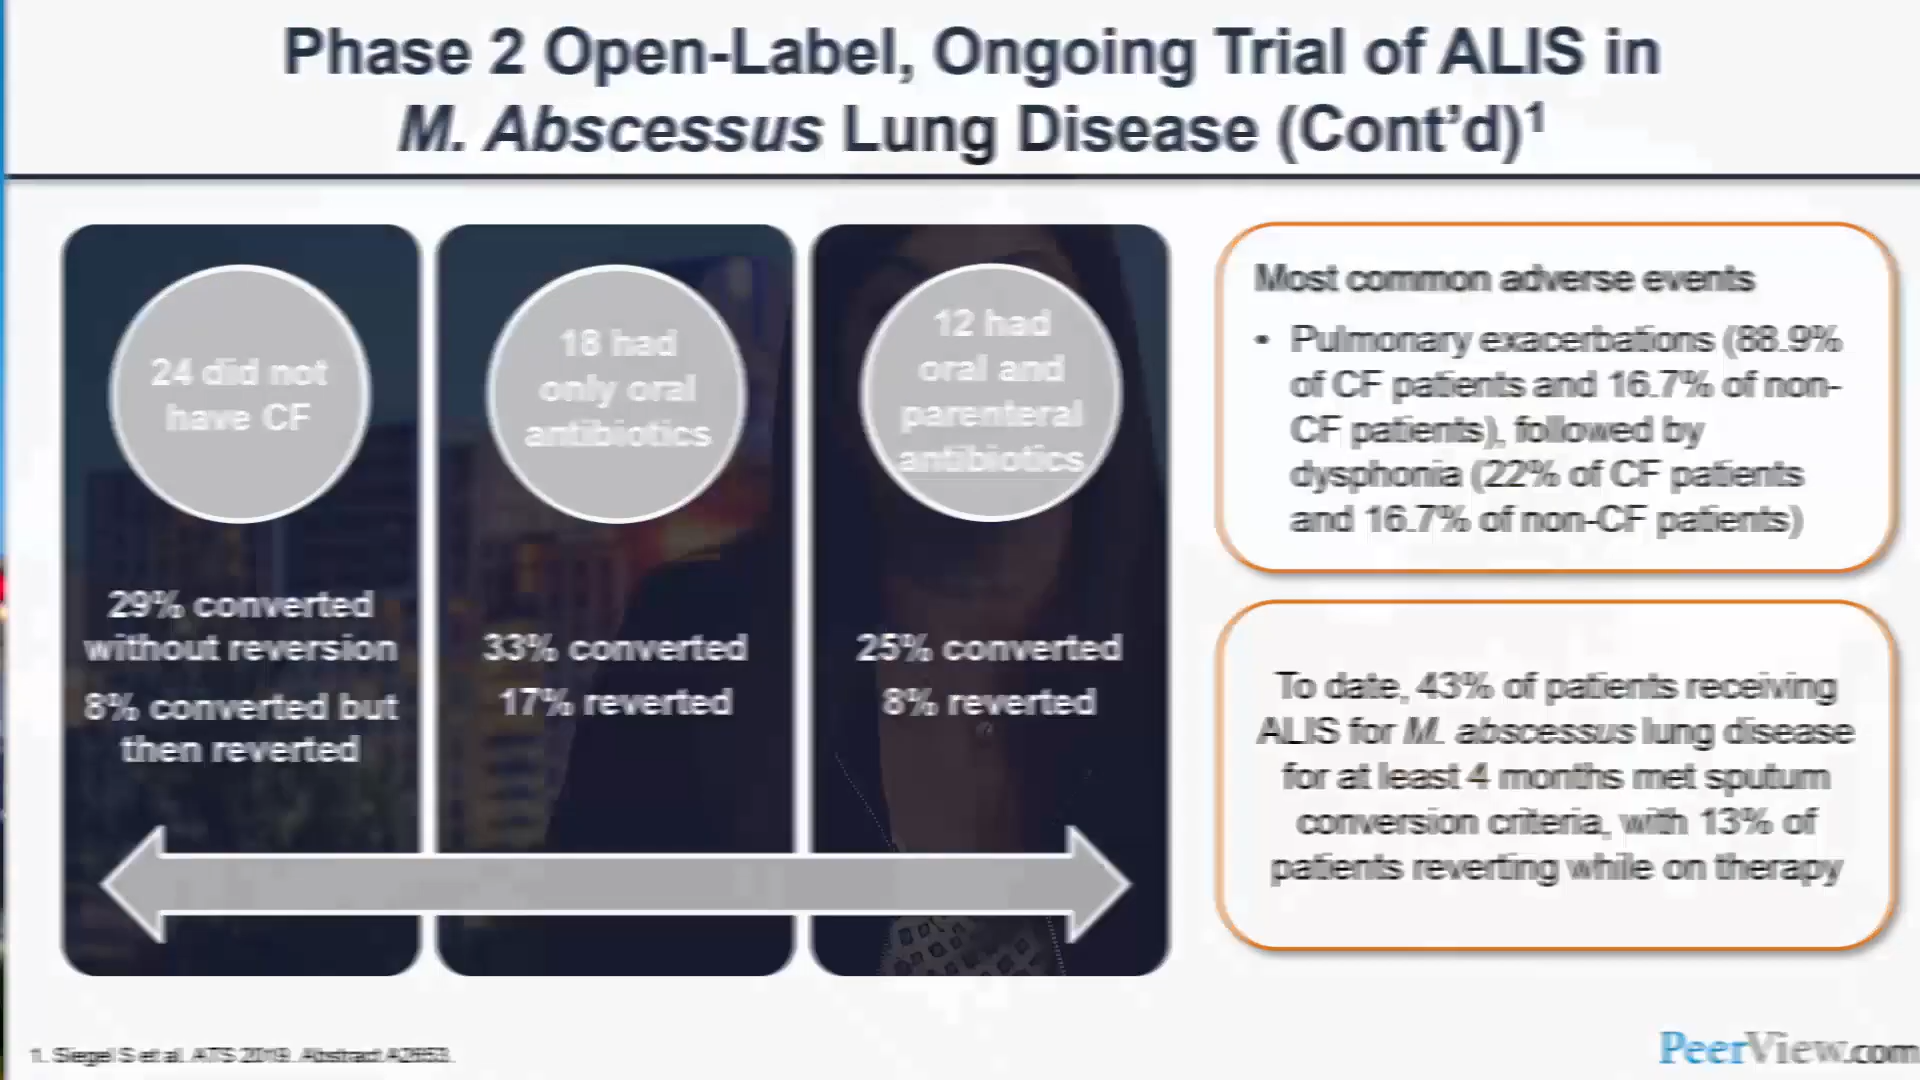 Phase 2 Open-Label, Ongoing Trial of ALIS in
M. Abscessus Lung Disease (Cont’d)1
24 did not
have CF
29% converted
without reversion
8% converted but
then reverted
18 had
only oral
antibiotics
33% converted
17% reverted
12 had
oral and
parenteral
antibiotics
25% converted
8% reverted
Most common adverse events
• Pulmonary exacerbations (88.9%
of CF patients and 16.7% of non-
CF patients), followed by
dysphonia (22% of CF patients
and 16.7% of non-CF patients)
To date, 43% of patients receiving
ALIS for M. abscessus lung disease
for at least 4 months met sputum
conversion criteria, with 13% of
patients reverting while on therapy
1. Siegel S et al. ATS 2019. Abstract
PeerView.com